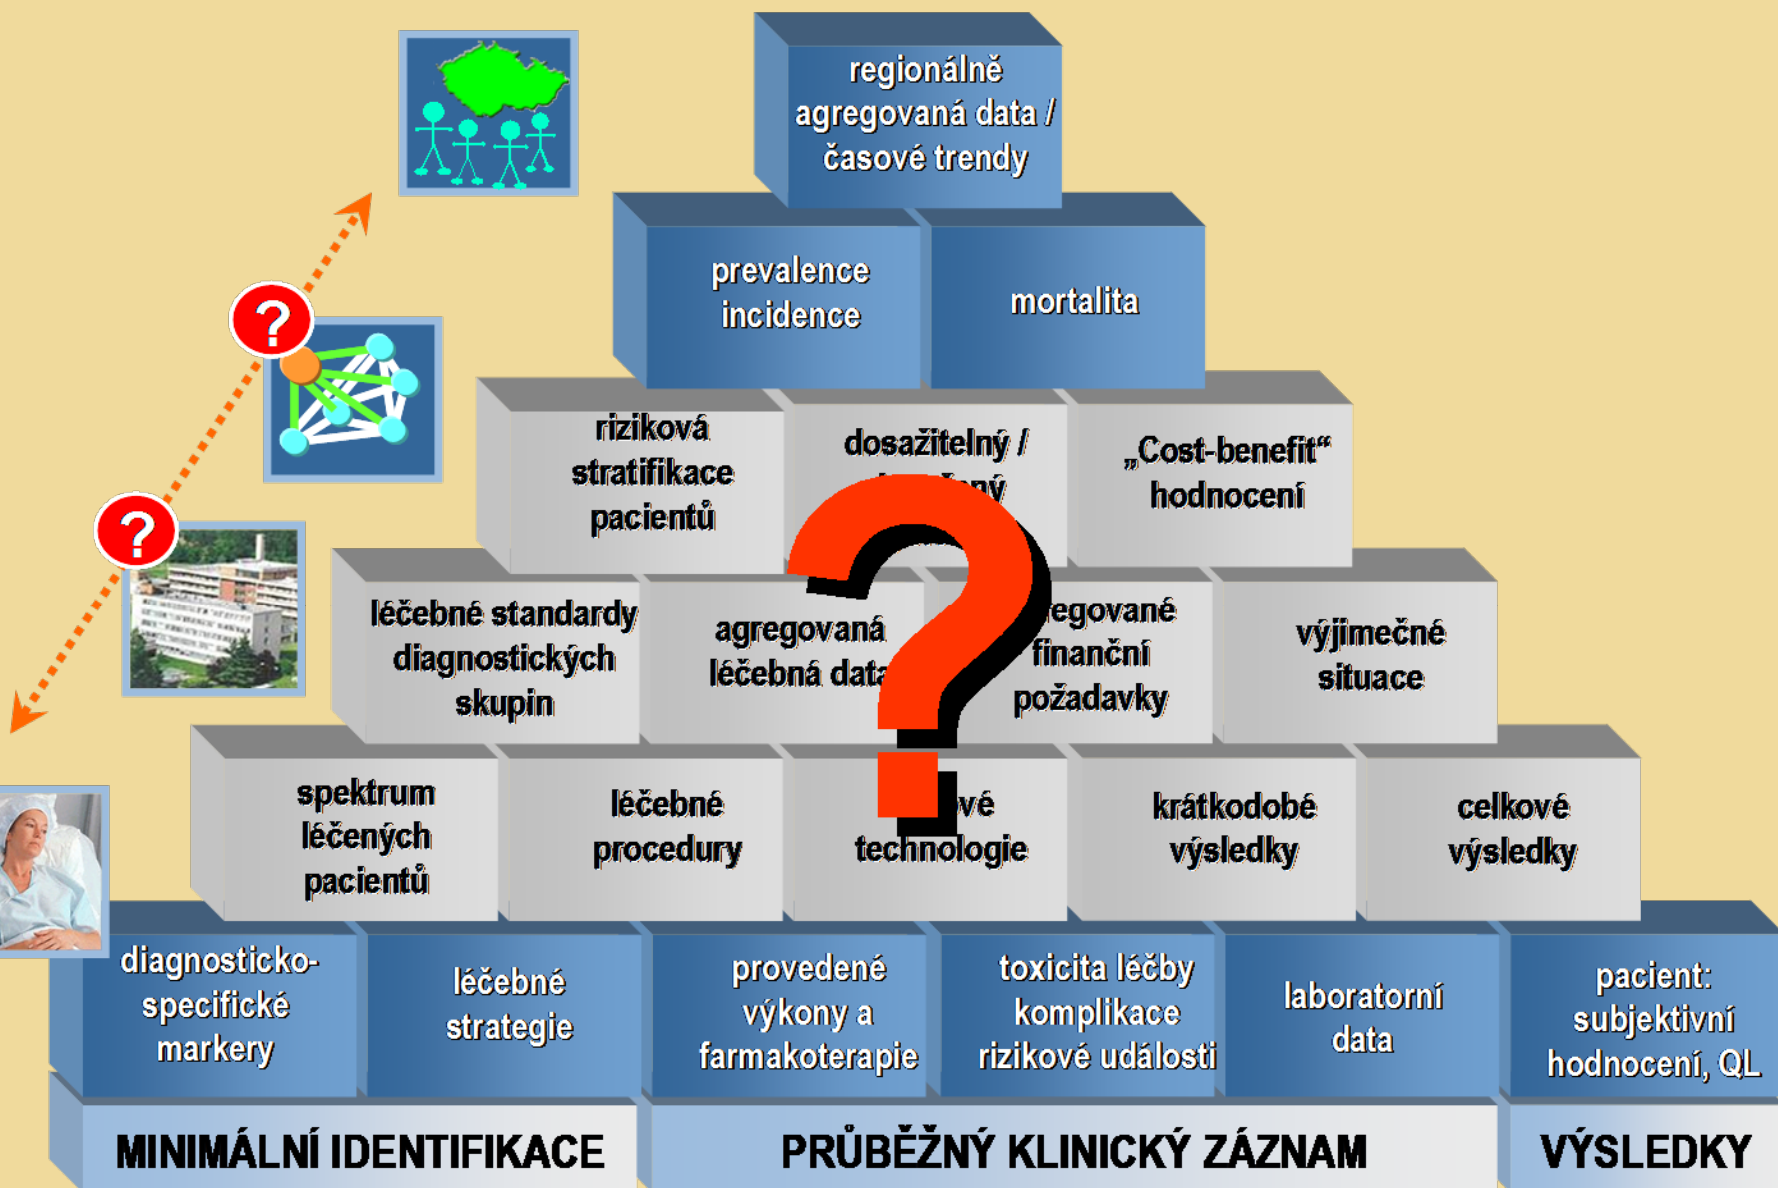 regionálně
agregovaná data /
časové trendy
prevalence
incidence
mortalita
?
riziková
stratifikace
pacientů
dosažitelný /
„Cost-benefit“
hodnocení
?
?
léčebné standardy
diagnostických
skupin
agregovaná
léčebná data
finanční
požadavky
výjimečné
situace
spektrum
léčených
pacientů
léčebné
procedury
technologie
krátkodobé
výsledky
celkové
výsledky
diagnosticko-
specifické
markery
léčebné
strategie
provedené
výkony a
farmakoterapie
toxicita léčby
komplikace
rizikové události
laboratorní
data
pacient:
subjektivní
hodnocení, QL
MINIMÁLNÍ IDENTIFIKACE
PRŮBĚŽNÝ KLINICKÝ ZÁZNAM
VÝSLEDKY